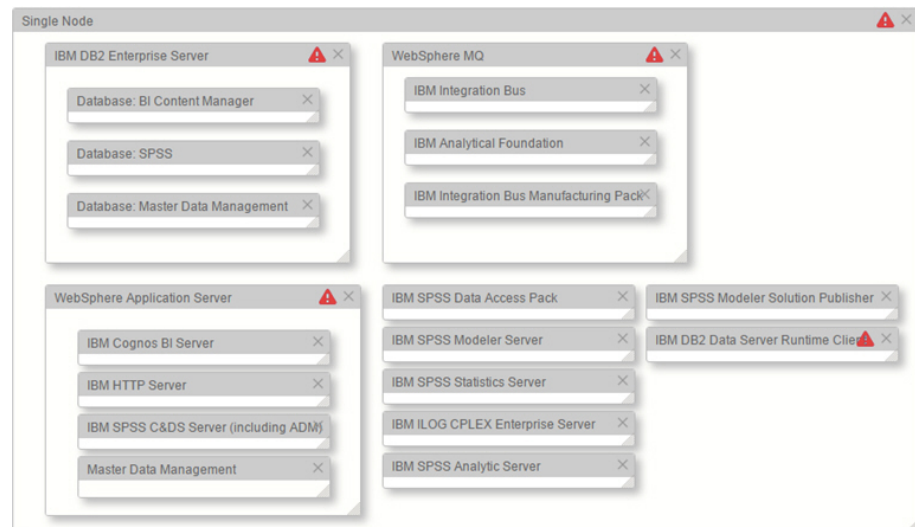 Single Node
IBM DB2 Enterprise Server
Database: BI Content Manager
Database: SPSS
Database: Master Data Management
WebSphere MQ
IBM Integration Bus
IBM Analytical Foundation
IBM Integration Bus Manufacturing Pack
WebSphere Application Server
IBM Cognos BI Server
IBM HTTP Server
IBM SPSS C&DS Server (including ADM)
Master Data Management
IBM SPSS Data Access Pack
IBM SPSS Modeler Server
IBM SPSS Statistics Server
IBM ILOG CPLEX Enterprise Server
IBM SPSS Analytic Server
IBM SPSS Modeler Solution Publisher
IBM DB2 Data Server Runtime Client